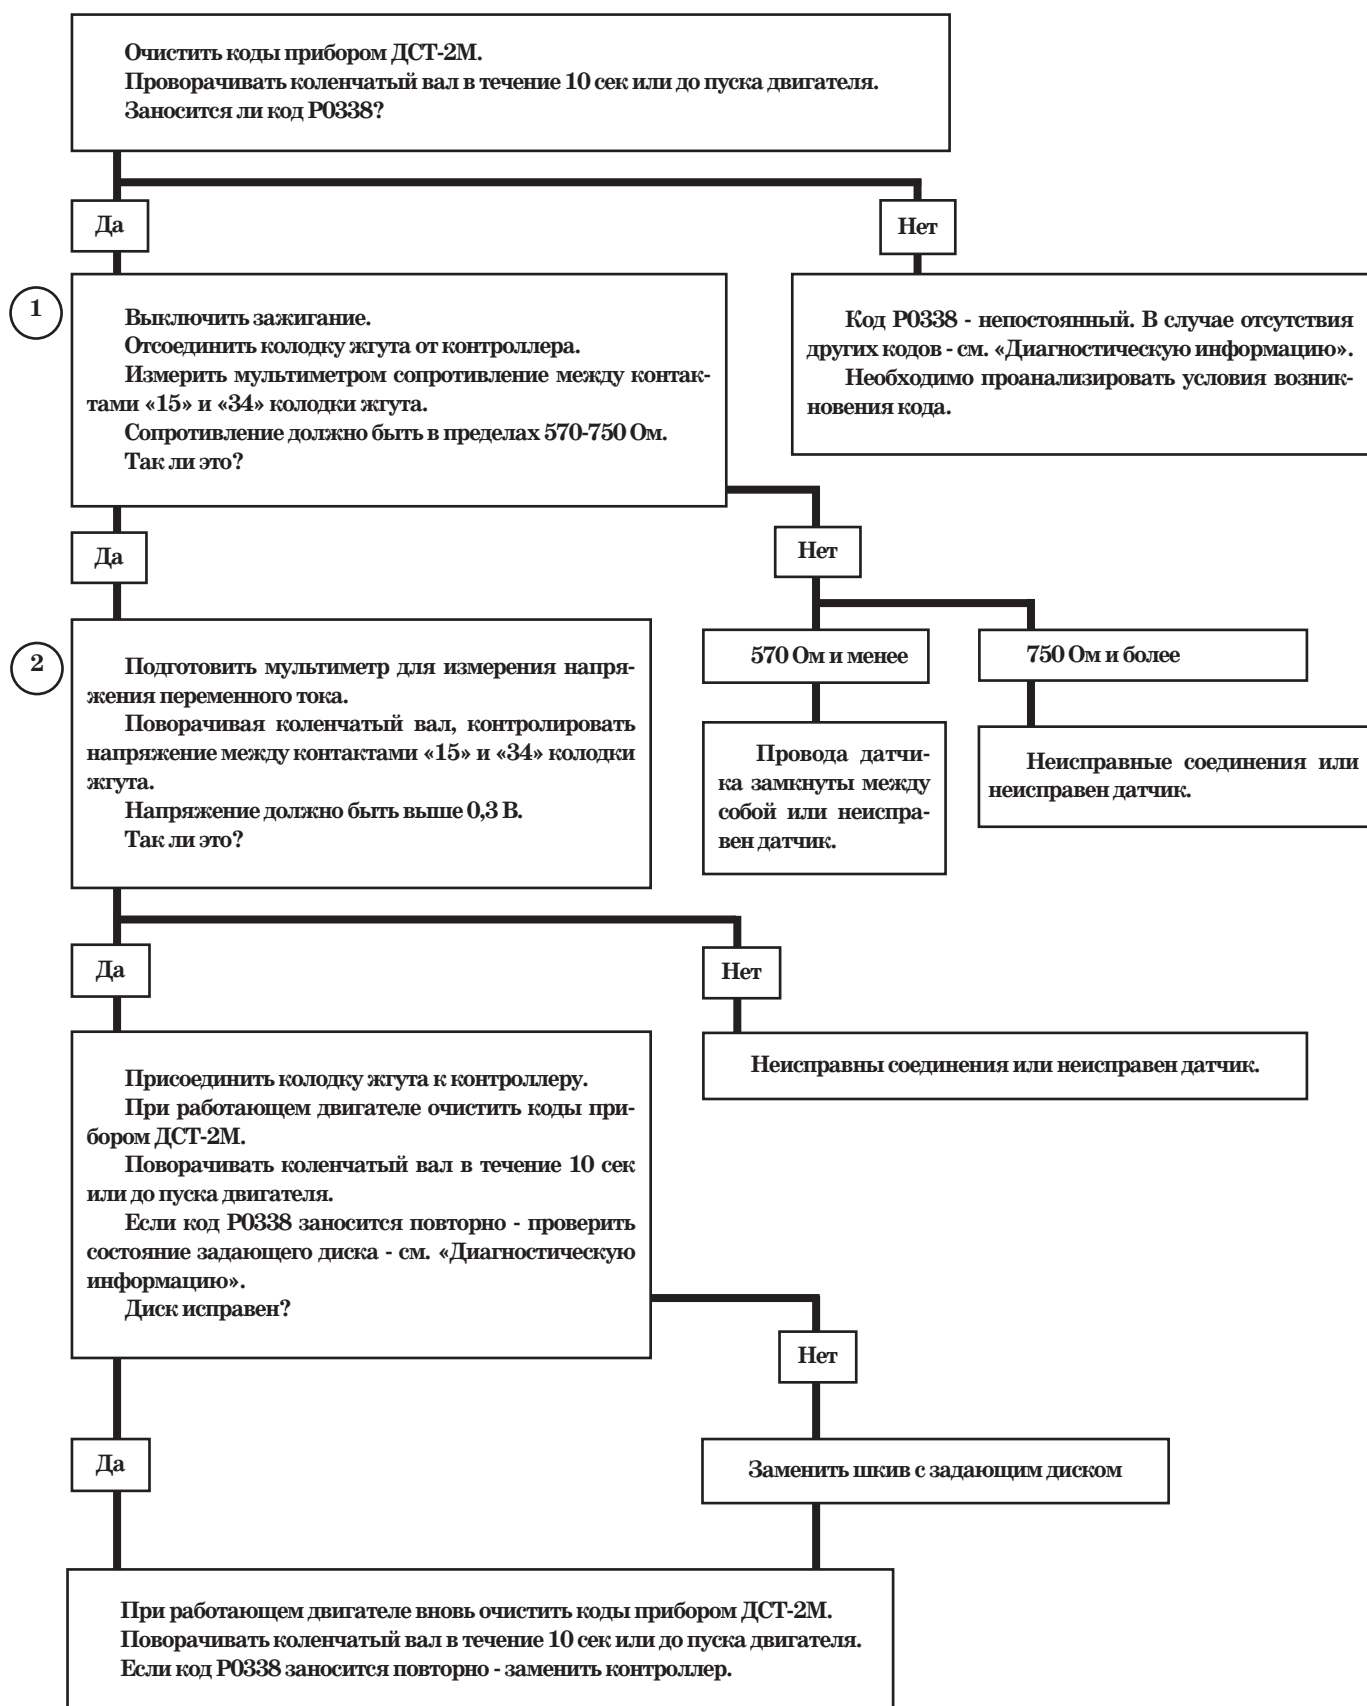 Очистить коды прибором ДСТ-2М.
Проворачивать коленчатый вал в течение 10 сек или до пуска двигателя.
Заносится ли код Р0338?
Да
Нет
1
Выключить зажигание.
Отсоединить колодку жгута от контроллера.
Измерить мультиметром сопротивление между контак-
тами «15» и «34» колодки жгута.
Сопротивление должно быть в пределах 570-750 Ом.
Так ли это?
Код Р0338 - непостоянный. В случае отсутствия
других кодов - см. «Диагностическую информацию».
Необходимо проанализировать условия возник-
новения кода.
Да
Нет
2
Подготовить мультиметр для измерения напря-
жения переменного тока.
Поворачивая коленчатый вал, контролировать
напряжение между контактами «15» и «34» колодки
жгута.
Напряжение должно быть выше 0,3 В.
Так ли это?
570 Ом и менее
750 Ом и более
Провода датчи-
ка замкнуты между
собой или неиспра-
вен датчик.
Неисправные соединения или
неисправен датчик.
Да
Нет
Присоединить колодку жгута к контроллеру.
При работающем двигателе очистить коды при-
бором ДСТ-2М.
Поворачивать коленчатый вал в течение 10 сек
или до пуска двигателя.
Если код Р0338 заносится повторно - проверить
состояние задающего диска - см. «Диагностическую
информацию».
Диск исправен?
Неисправны соединения или неисправен датчик.
Нет
Да
Заменить шкив с задающим диском
При работающем двигателе вновь очистить коды прибором ДСТ-2М.
Поворачивать коленчатый вал в течение 10 сек или до пуска двигателя.
Если код Р0338 заносится повторно - заменить контроллер.